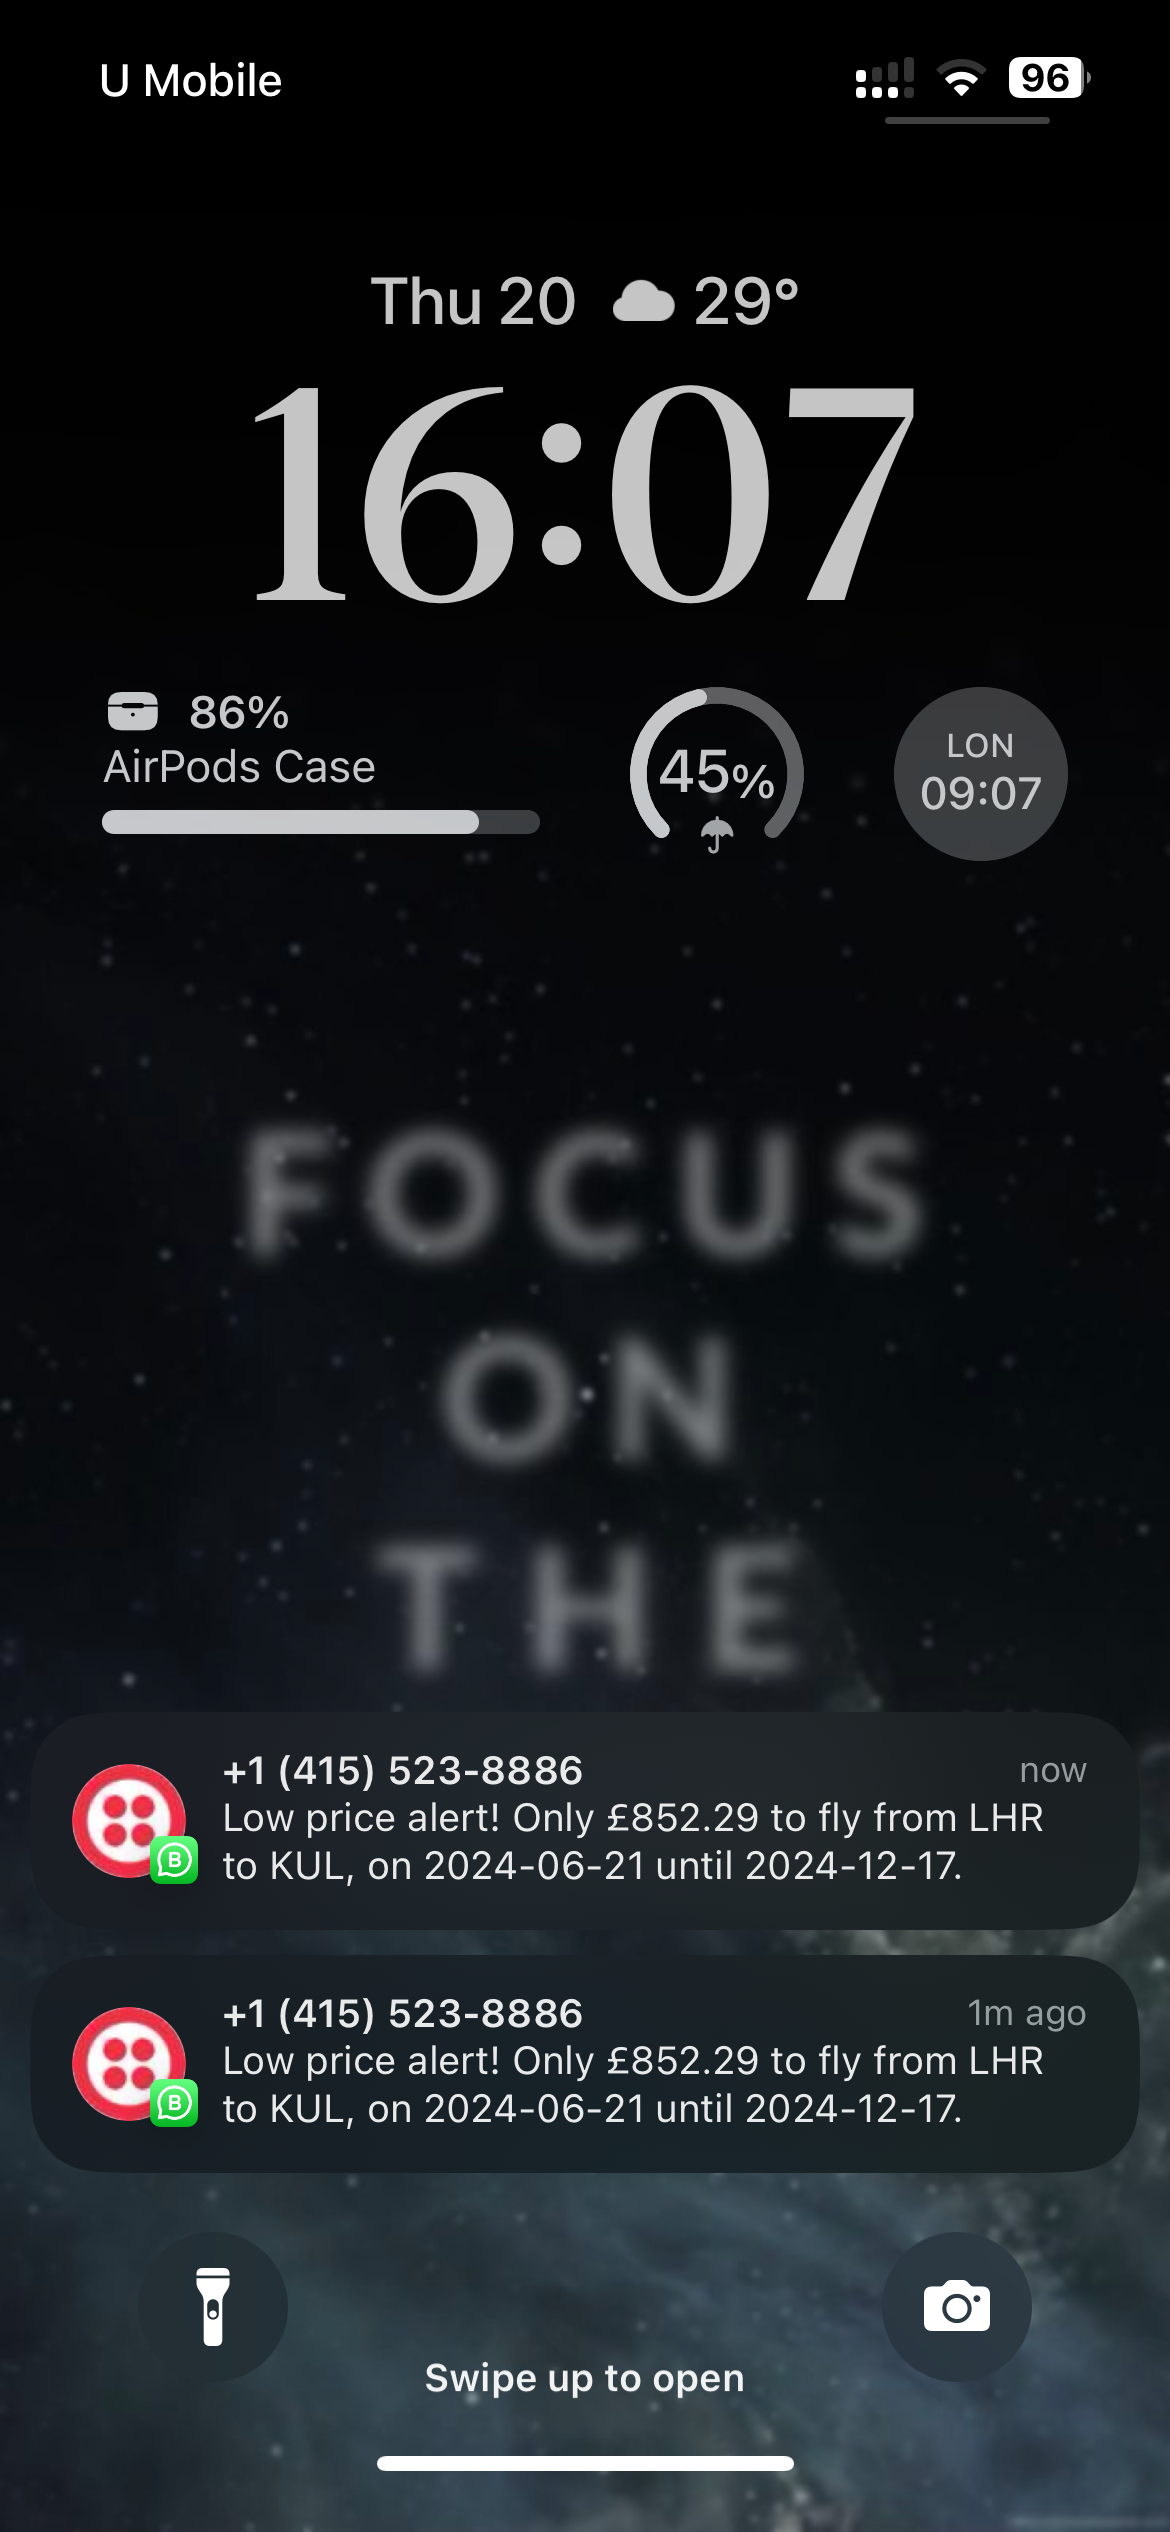 U Mobile 96
Thu 20 29°
16:07
86%
AirPods Case
45%
LON
09:07
FOCUS
ON
THE
+1 (415) 523-8886 now
Low price alert! Only £852.29 to fly from LHR
to KUL, on 2024-06-21 until 2024-12-17.
+1 (415) 523-8886 1m ago
Low price alert! Only £852.29 to fly from LHR
to KUL, on 2024-06-21 until 2024-12-17.
Swipe up to open